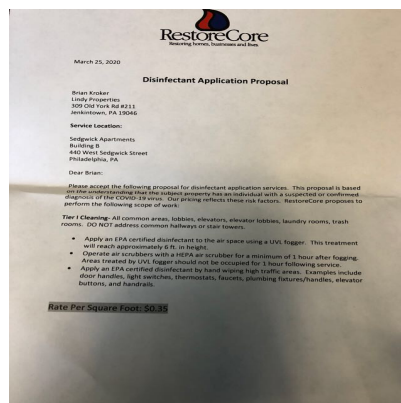 RestoreCore
Restoring homes, businesses and lives
March 25, 2020
Disinfectant Application Proposal
Brian Kroker
Lindy Properties
309 Old York Rd #211
Jenkintown, PA 19046
Service Location:
Sedgwick Apartments
Building B
440 West Sedgwick Street
Philadelphia, PA
Dear Brian:
Please accept the following proposal for disinfectant application services. This proposal is based
on the understanding that the subject property has an individual with a suspected or confirmed
diagnosis of the COVID-19 virus. Our pricing reflects these risk factors. RestoreCore proposes to
perform the following scope of work:
Tier I Cleaning- All common areas, lobbies, elevators, elevator lobbies, laundry rooms, trash
rooms. DO NOT address common hallways or stair towers.
• Apply an EPA certified disinfectant to the air space using a UVL fogger. This treatment
will reach approximately 6 ft. in height.
• Operate air scrubbers with a HEPA air scrubber for a minimum of 1 hour after fogging.
Areas treated by UVL fogger should not be occupied for 1 hour following service.
• Apply an EPA certified disinfectant by hand wiping high traffic areas. Examples include
door handles, light switches, thermostats, faucets, plumbing fixtures/handles, elevator
buttons, and handrails.
Rate Per Square Foot: $0.35